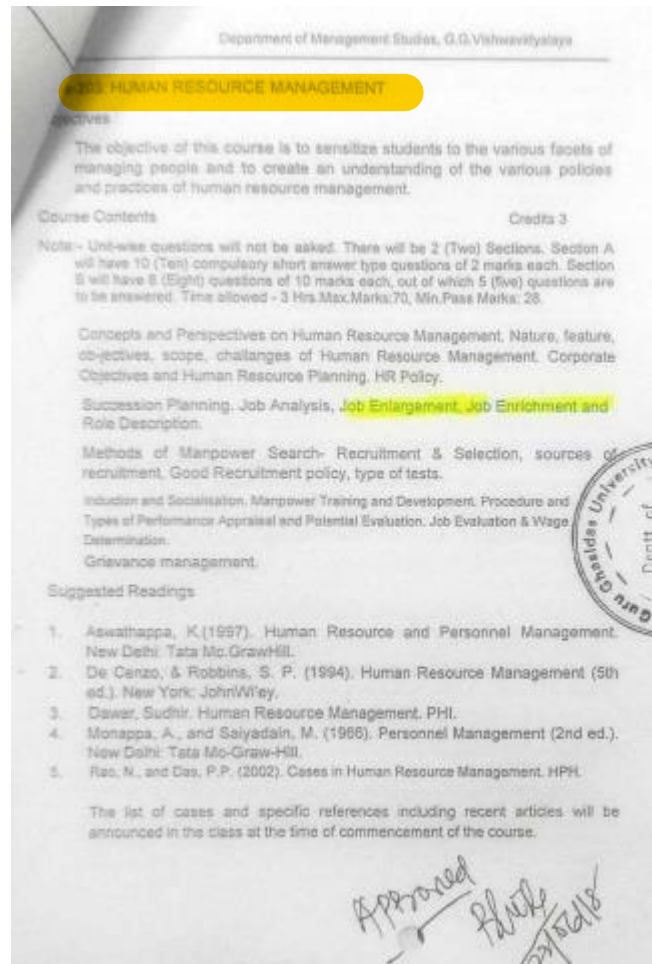 Department of Management Studies, G.G.Vishwavidyalaya
203: HUMAN RESOURCE MANAGEMENT
jectives
The objective of this course is to sensitize students to the various facets of
managing people and to create an understanding of the various policies
and practices of human resource management.
Course Contents Credits 3
Note:- Unit-wise questions will not be asked. There will be 2 (Two) Sections. Section A
will have 10 (Ten) compulsory short answer type questions of 2 marks each. Section
B will have 8 (Eight) questions of 10 marks each, out of which 5 (five) questions are
to be answered. Time allowed - 3 Hrs.Max.Marks:70, Min.Pass Marks: 28.
Concepts and Perspectives on Human Resource Management. Nature, feature,
objectives, scope, challanges of Human Resource Management. Corporate
Objectives and Human Resource Planning. HR Policy.
Succession Planning. Job Analysis, Job Enlargement, Job Enrichment and
Role Description.
Methods of Manpower Search- Recruitment & Selection, sources of
recruitment, Good Recruitment policy, type of tests.
Induction and Socialisation. Manpower Training and Development. Procedure and
Types of Performance Appraisal and Potential Evaluation. Job Evaluation & Wage
Determination.
Grievance management.
Suggested Readings
1. Aswathappa, K.(1997). Human Resource and Personnel Management.
New Delhi: Tata Mc.GrawHill.
2. De Cenzo, & Robbins, S. P. (1994). Human Resource Management (5th
ed.). New York: JohnWiley.
3. Dawar, Sudhir. Human Resource Management. PHI.
4. Monappa, A., and Saiyadain, M. (1966). Personnel Management (2nd ed.).
New Delhi: Tata Mc-Graw-Hill.
5. Rao, N., and Das, P.P. (2002). Cases in Human Resource Management. HPH.
The list of cases and specific references including recent articles will be
announced in the class at the time of commencement of the course.
Guru Ghasidas University
Deptt. of
Approved